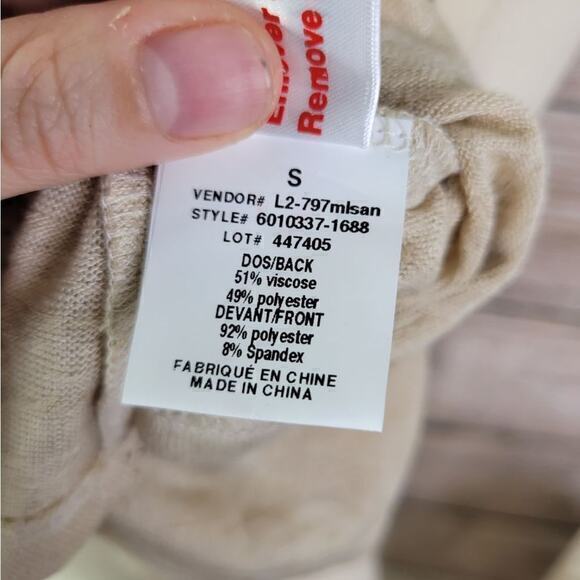 Remove
S
VENDOR# L2-797mlsan
STYLE# 6010337-1688
LOT# 447405
DOS/BACK
51% viscose
49% polyester
DEVANT/FRONT
92% polyester
8% Spandex
FABRIQUÉ EN CHINE
MADE IN CHINA